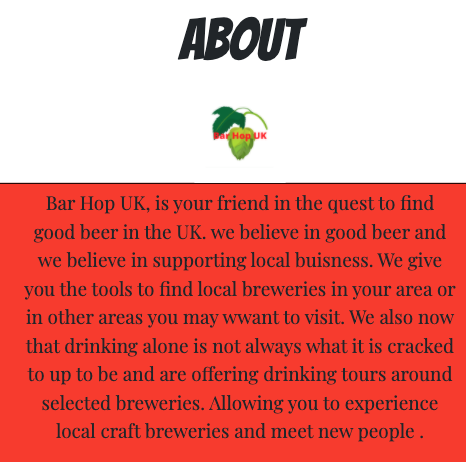 ABOUT
Bar Hop UK
Bar Hop UK, is your friend in the quest to find
good beer in the UK. we believe in good beer and
we believe in supporting local buisness. We give
you the tools to find local breweries in your area or
in other areas you may wwant to visit. We also now
that drinking alone is not always what it is cracked
to up to be and are offering drinking tours around
selected breweries. Allowing you to experience
local craft breweries and meet new people .